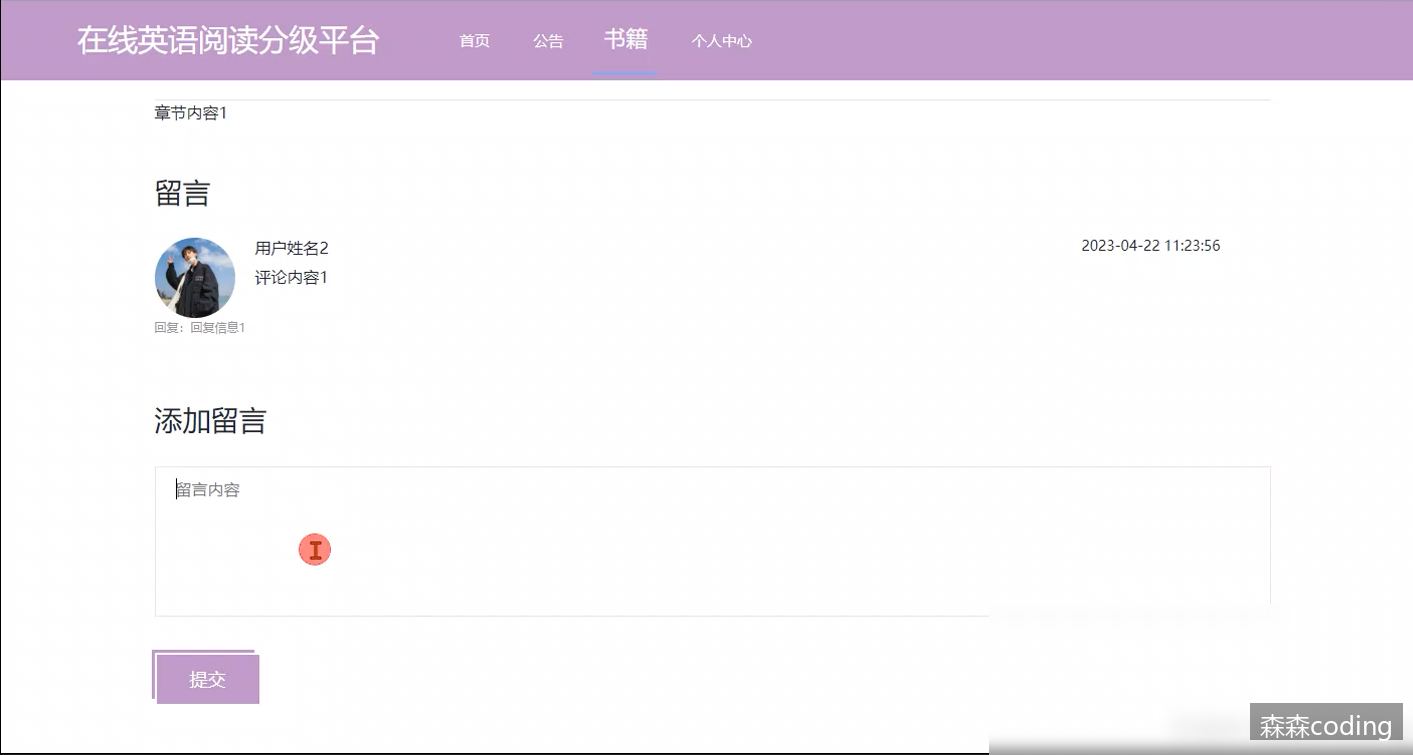 在线英语阅读分级平台
首页 公告 书籍 个人中心
章节内容1
留言
用户姓名2 2023-04-22 11:23:56
评论内容1
回复：回复信息1
添加留言
留言内容
提交
森森coding